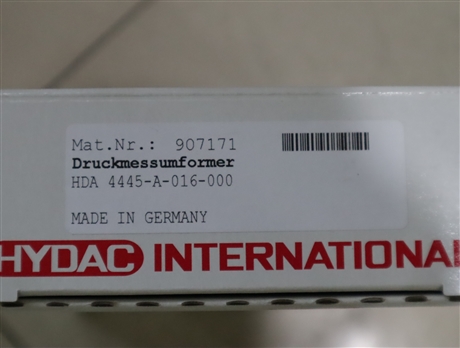 Mat.Nr.: 907171
Druckmessumformer
HDA 4445-A-016-000
MADE IN GERMANY
HYDAC INTERNATIONAL